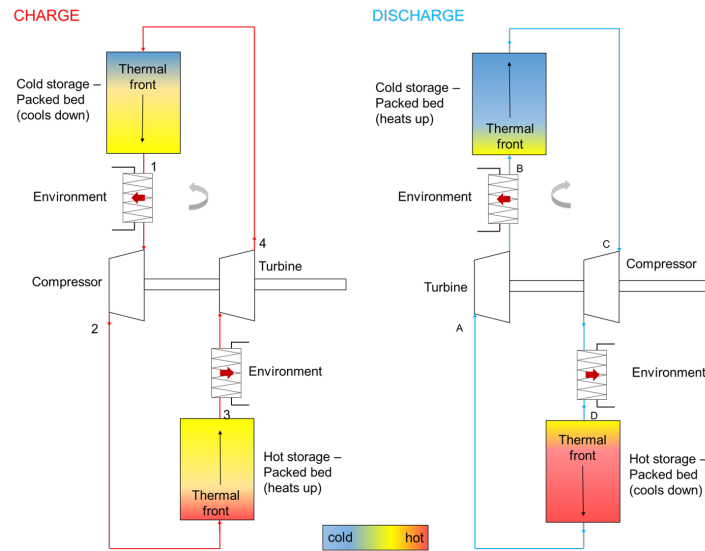 CHARGE
Thermal
front
Cold storage –
Packed bed
(cools down)
1
Environment
4
Turbine
Compressor
2
Environment
3
Hot storage –
Packed bed
(heats up)
Thermal
front
cold
hot
DISCHARGE
Cold storage –
Packed bed
(heats up)
Thermal
front
B
Environment
C
Compressor
Turbine
A
Environment
D
Thermal
front
Hot storage –
Packed bed
(cools down)